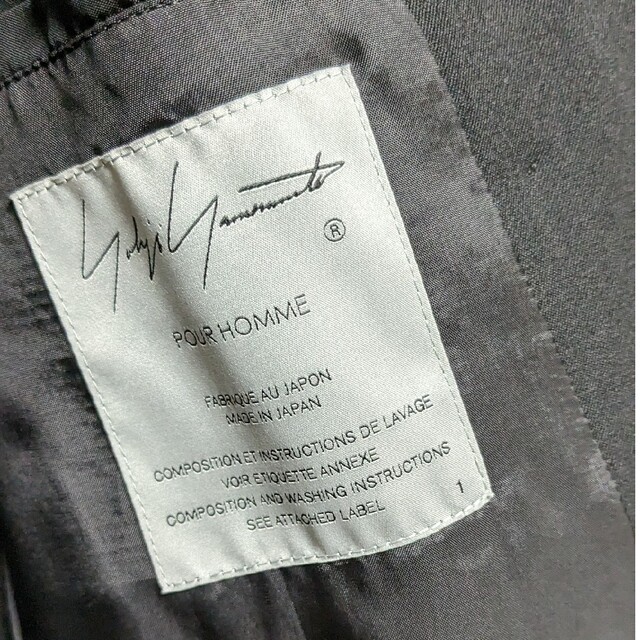 Yohji Yamamoto
®
POUR HOMME
FABRIQUE AU JAPON
MADE IN JAPAN
COMPOSITION ET INSTRUCTIONS DE LAVAGE
VOIR ETIQUETTE ANNEXE
COMPOSITION AND WASHING INSTRUCTIONS
SEE ATTACHED LABEL
1